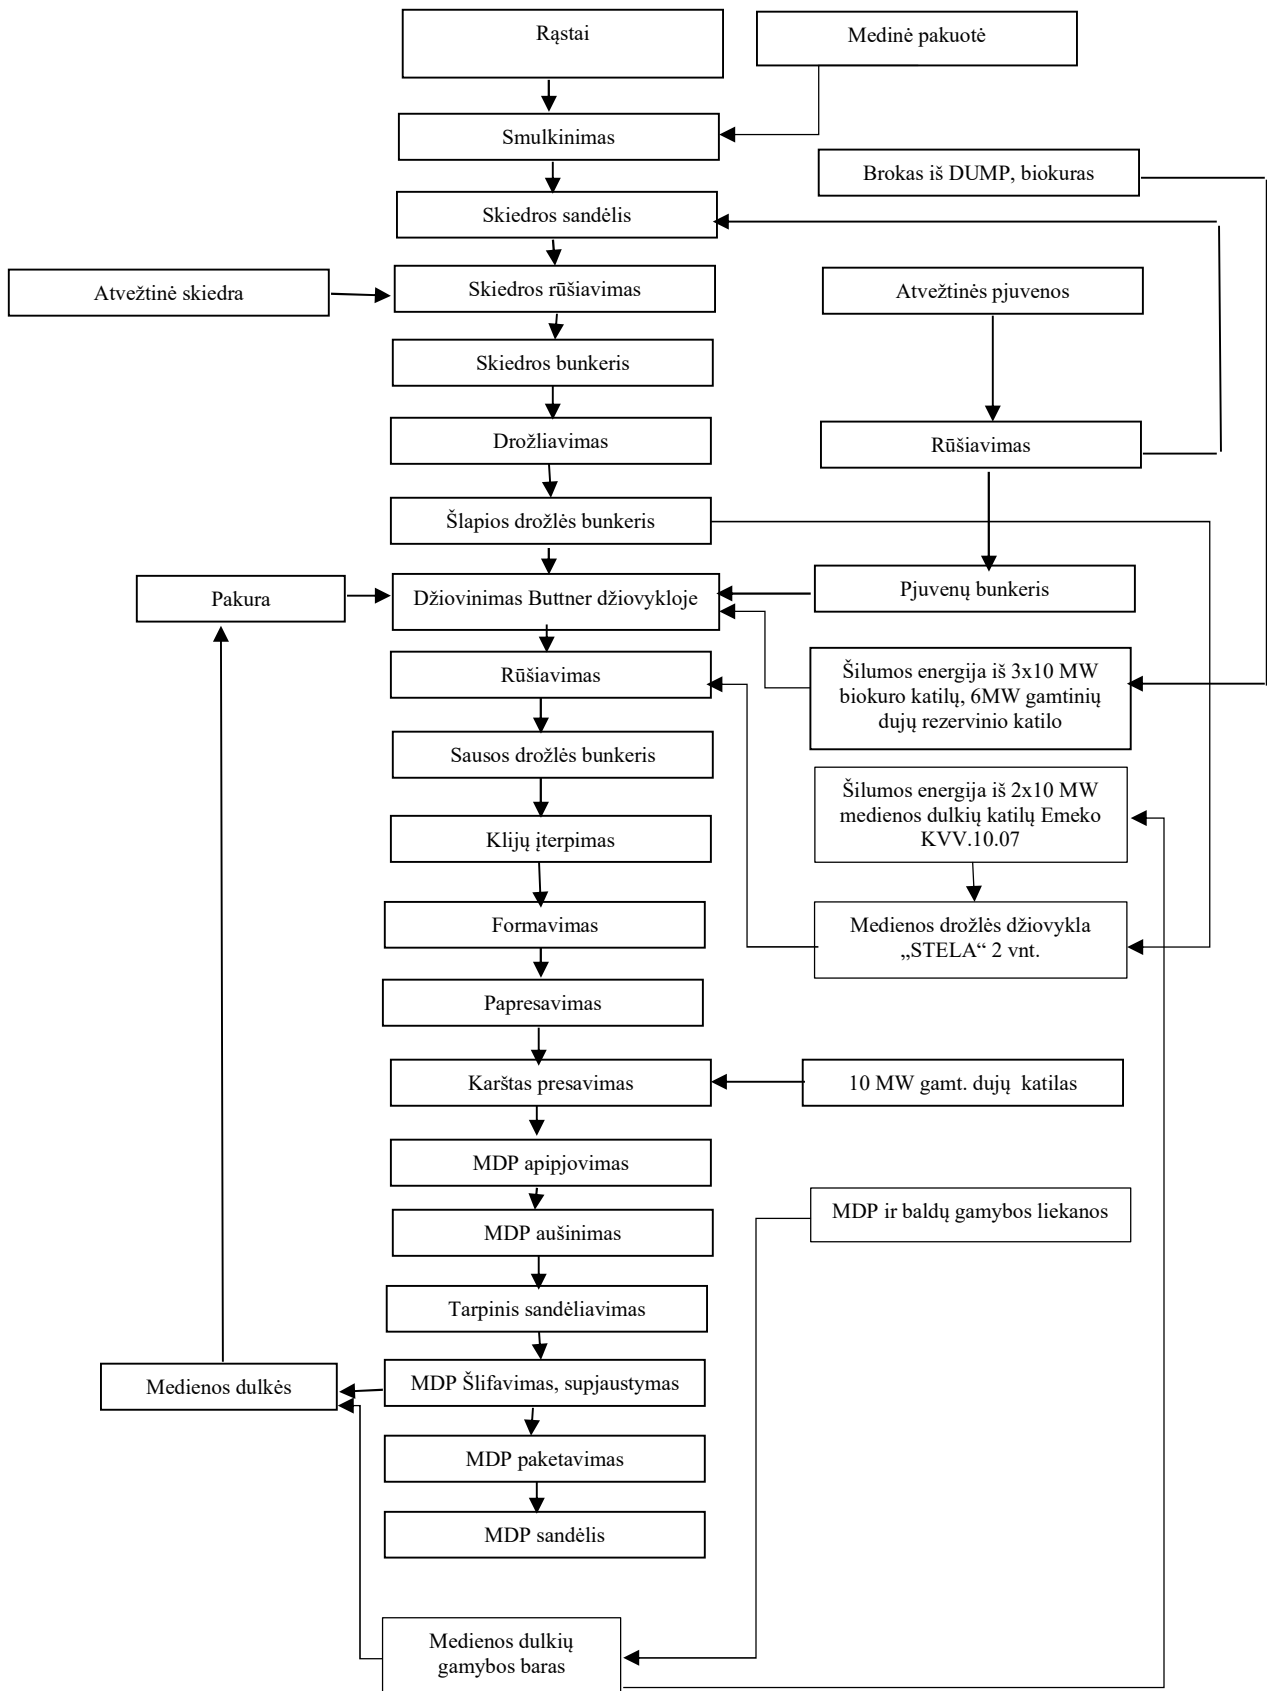 Rąstai
Medinė pakuotė
Smulkinimas
Brokas iš DUMP, biokuras
Skiedros sandėlis
Atvežtinė skiedra
Skiedros rūšiavimas
Atvežtinės pjuvenos
Skiedros bunkeris
Drožliavimas
Rūšiavimas
Šlapios drožlės bunkeris
Pakura
Džiovinimas Buttner džiovykloje
Pjuvenų bunkeris
Rūšiavimas
Šilumos energija iš 3x10 MW
biokuro katilų, 6MW gamtinių
dujų rezervinio katilo
Sausos drožlės bunkeris
Šilumos energija iš 2x10 MW
medienos dulkių katilų Emeko
KVV.10.07
Klijų įterpimas
Formavimas
Medienos drožlės džiovykla
„STELA“ 2 vnt.
Papresavimas
Karštas presavimas
10 MW gamt. dujų katilas
MDP apipjovimas
MDP ir baldų gamybos liekanos
MDP aušinimas
Tarpinis sandėliavimas
Medienos dulkės
MDP Šlifavimas, supjaustymas
MDP paketavimas
MDP sandėlis
Medienos dulkių
gamybos baras